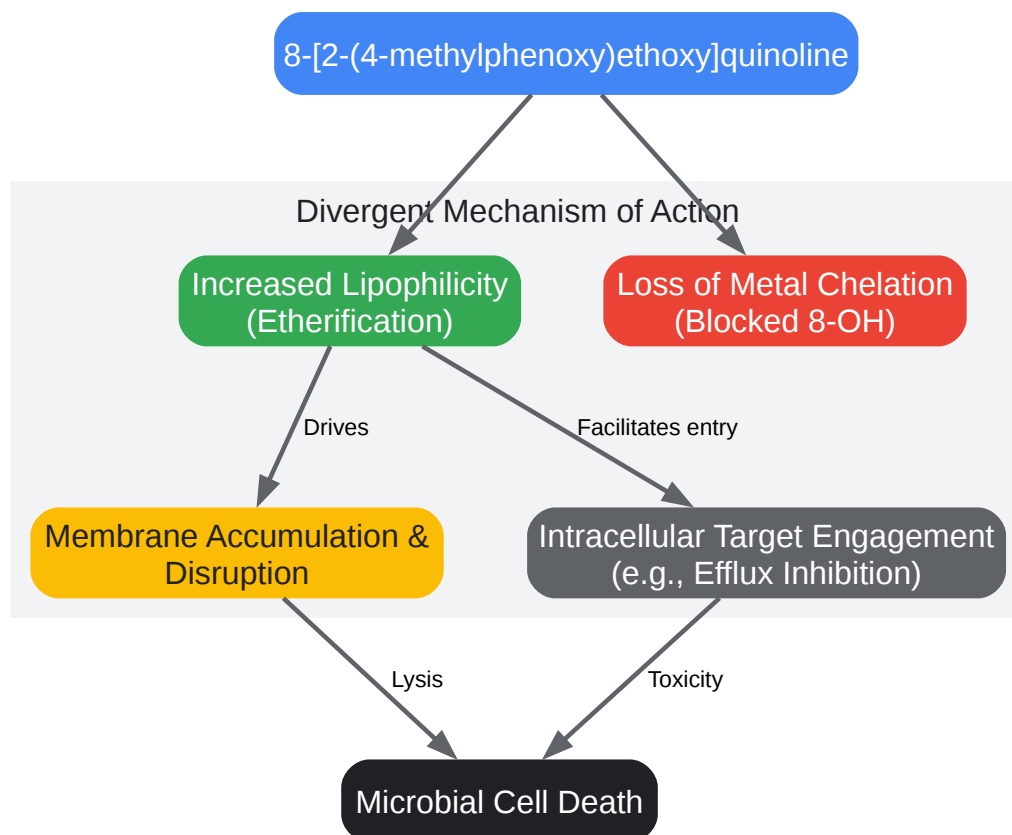 8-[2-(4-methylphenoxy)ethoxy]quinoline
Divergent Mechanism of Action
Increased Lipophilicity
(Etherification)
Loss of Metal Chelation
(Blocked 8-OH)
Drives
Facilitates entry
Membrane Accumulation &
Disruption
Intracellular Target Engagement
(e.g., Efflux Inhibition)
Lysis
Toxicity
Microbial Cell Death